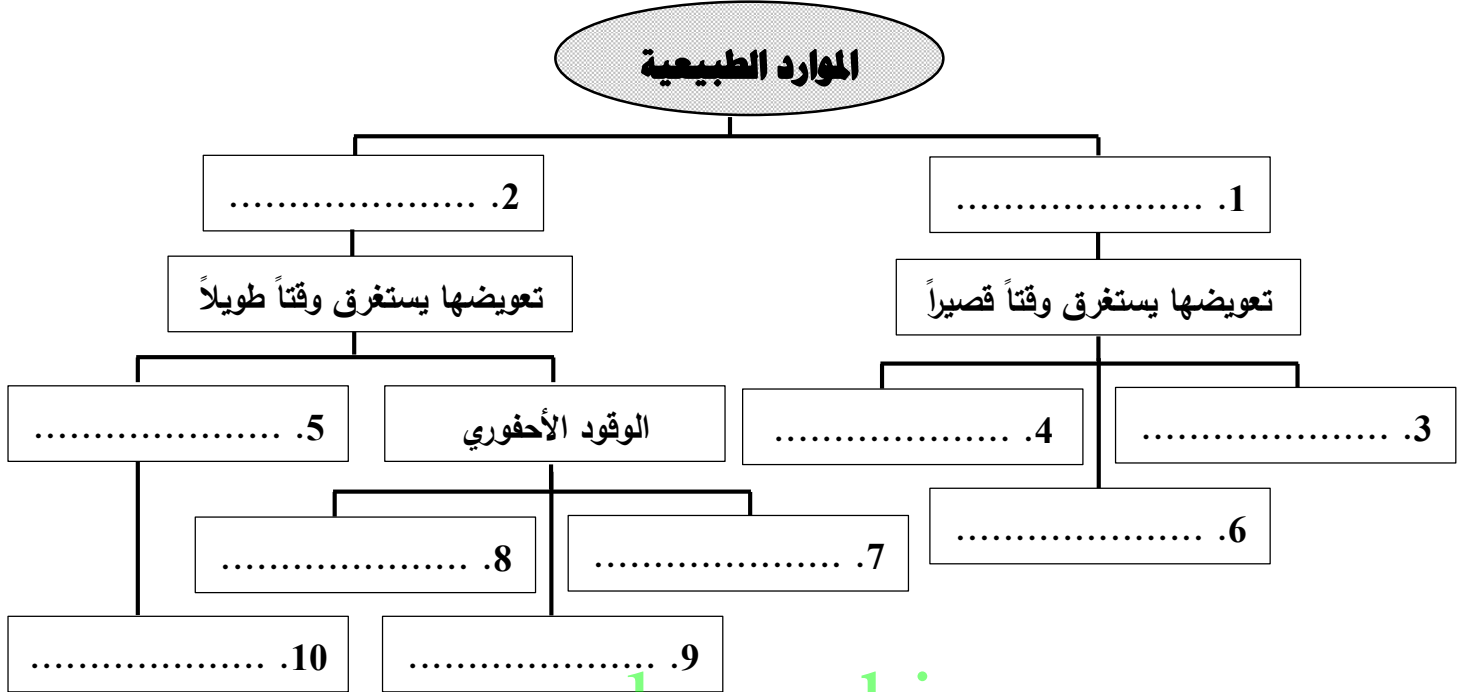 الموارد الطبيعية
1. .....................
2. .....................
تعويضها يستغرق وقتاً قصيراً
تعويضها يستغرق وقتاً طويلاً
3. .....................
4. ....................
الوقود الأحفوري
5. .....................
6. .....................
7. .....................
8. .....................
9. .....................
10. ....................